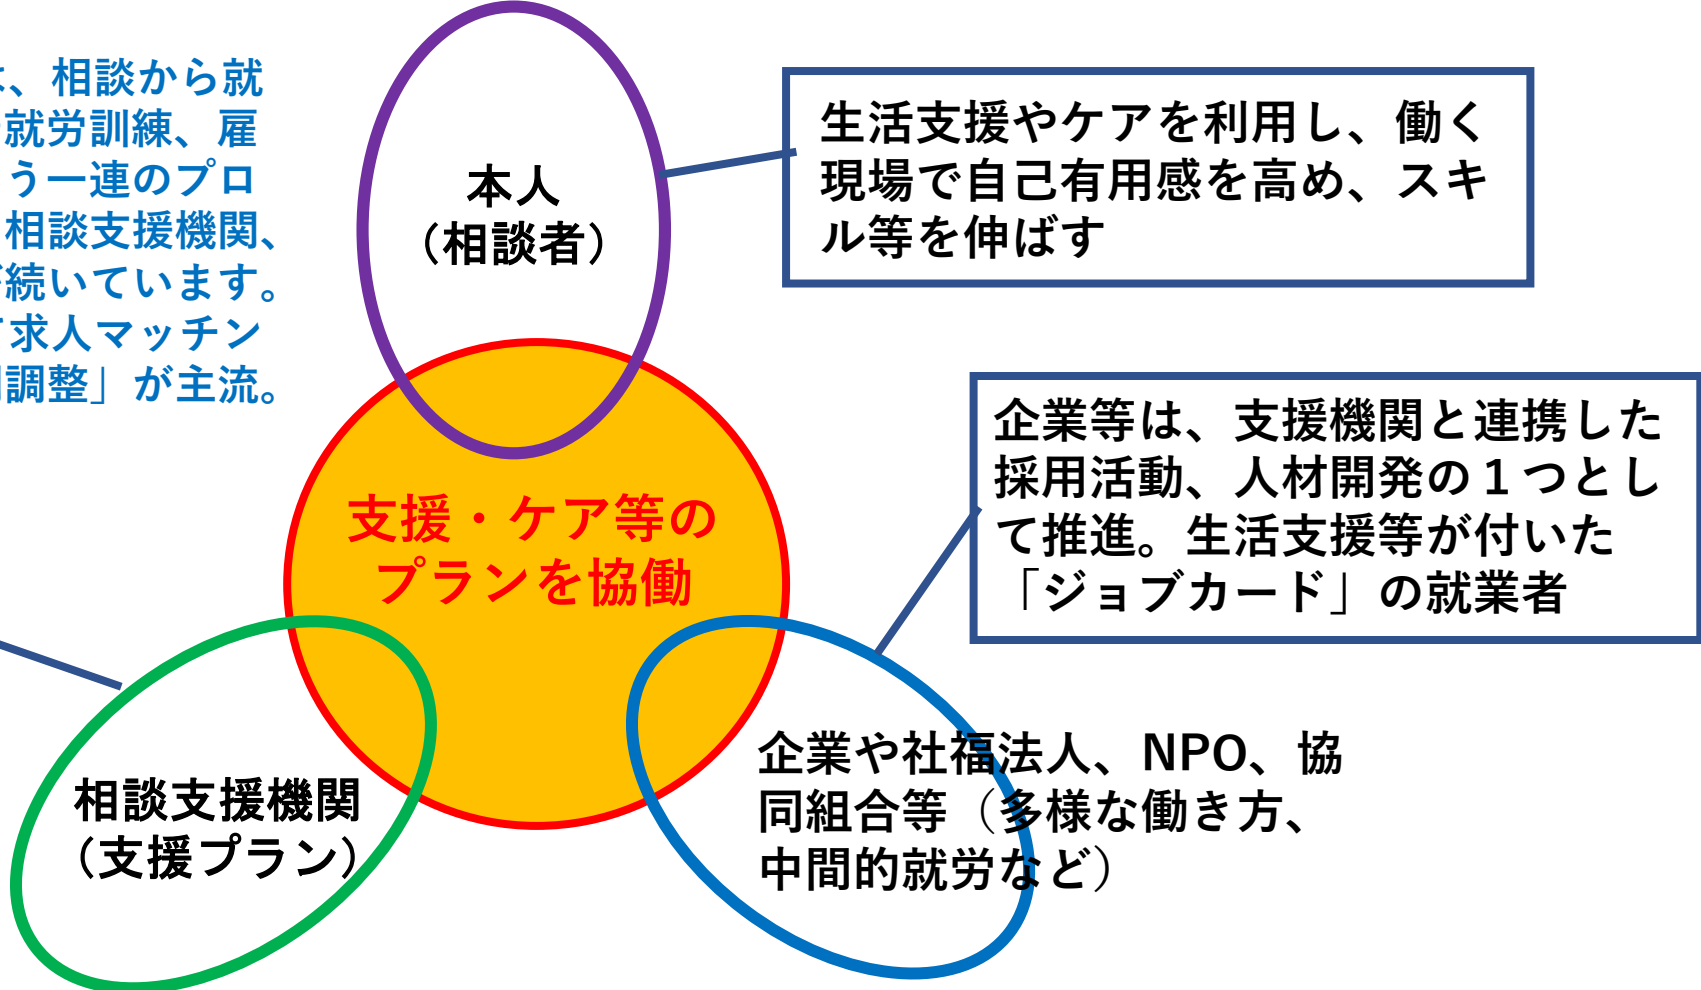 、相談から就
就労訓練、雇
う一連のプロ
相談支援機関、
続いています。
求人マッチン
調整」が主流。
本人
（相談者）
生活支援やケアを利用し、働く
現場で自己有用感を高め、スキ
ル等を伸ばす
企業等は、支援機関と連携した
採用活動、人材開発の１つとし
て推進。生活支援等が付いた
「ジョブカード」の就業者
支援・ケア等の
プランを協働
相談支援機関
（支援プラン）
企業や社福法人、NPO、協
同組合等（多様な働き方、
中間的就労など）